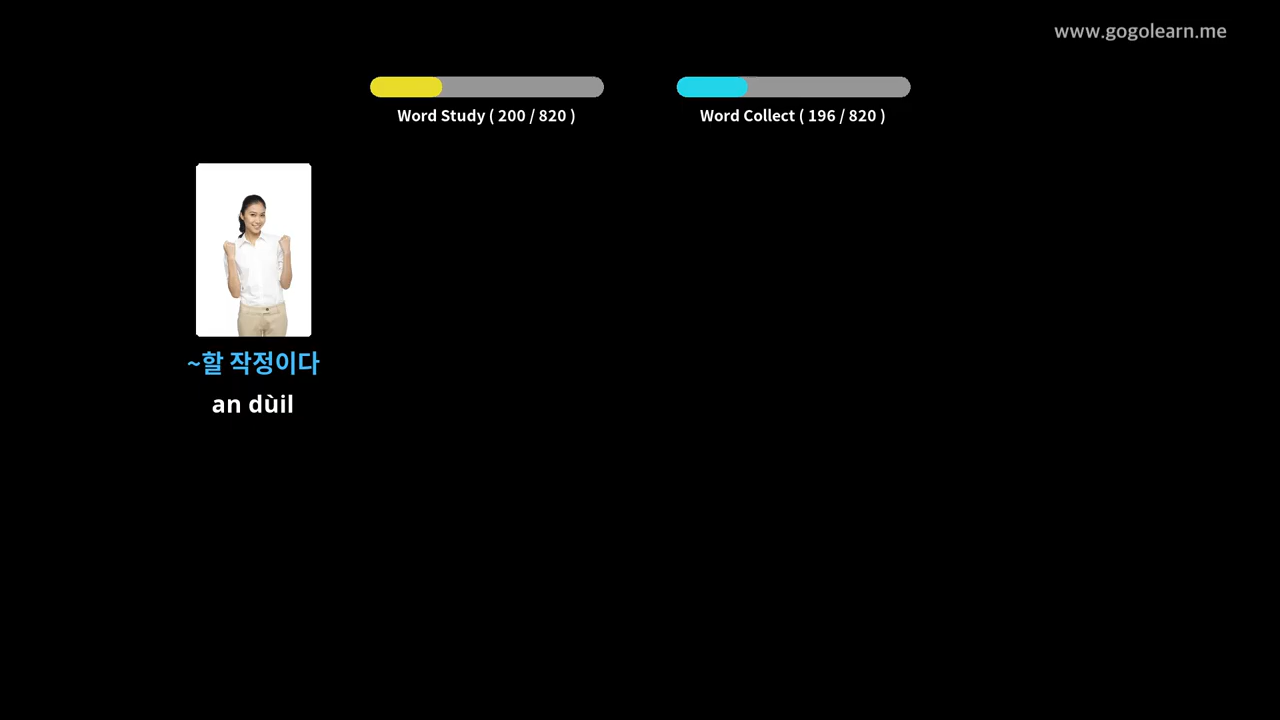 www.gogolearn.me
Word Study ( 200 / 820 )
Word Collect ( 196 / 820 )
~할 작정이다
an dùil